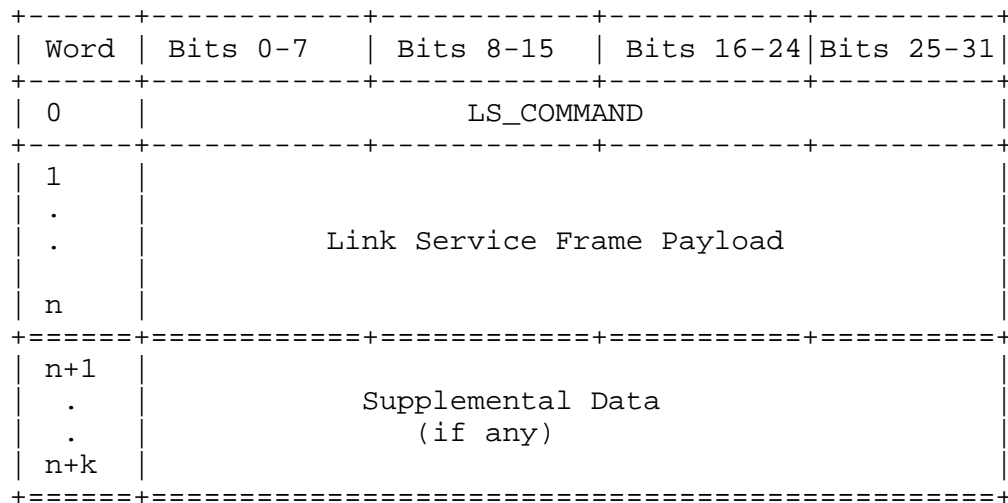 +------+------------+------------+-----------+----------+
| Word | Bits 0-7   | Bits 8-15  | Bits 16-24|Bits 25-31|
+------+------------+------------+-----------+----------+
| 0    |                LS_COMMAND                       |
+------+------------+------------+-----------+----------+
| 1    |                                                 |
| .    |                                                 |
| .    |         Link Service Frame Payload              |
|      |                                                 |
| n    |                                                 |
+======+============+============+===========+==========+
| n+1  |                                                 |
|  .   |           Supplemental Data                     |
|  .   |              (if any)                           |
| n+k  |                                                 |
+======+================================================+